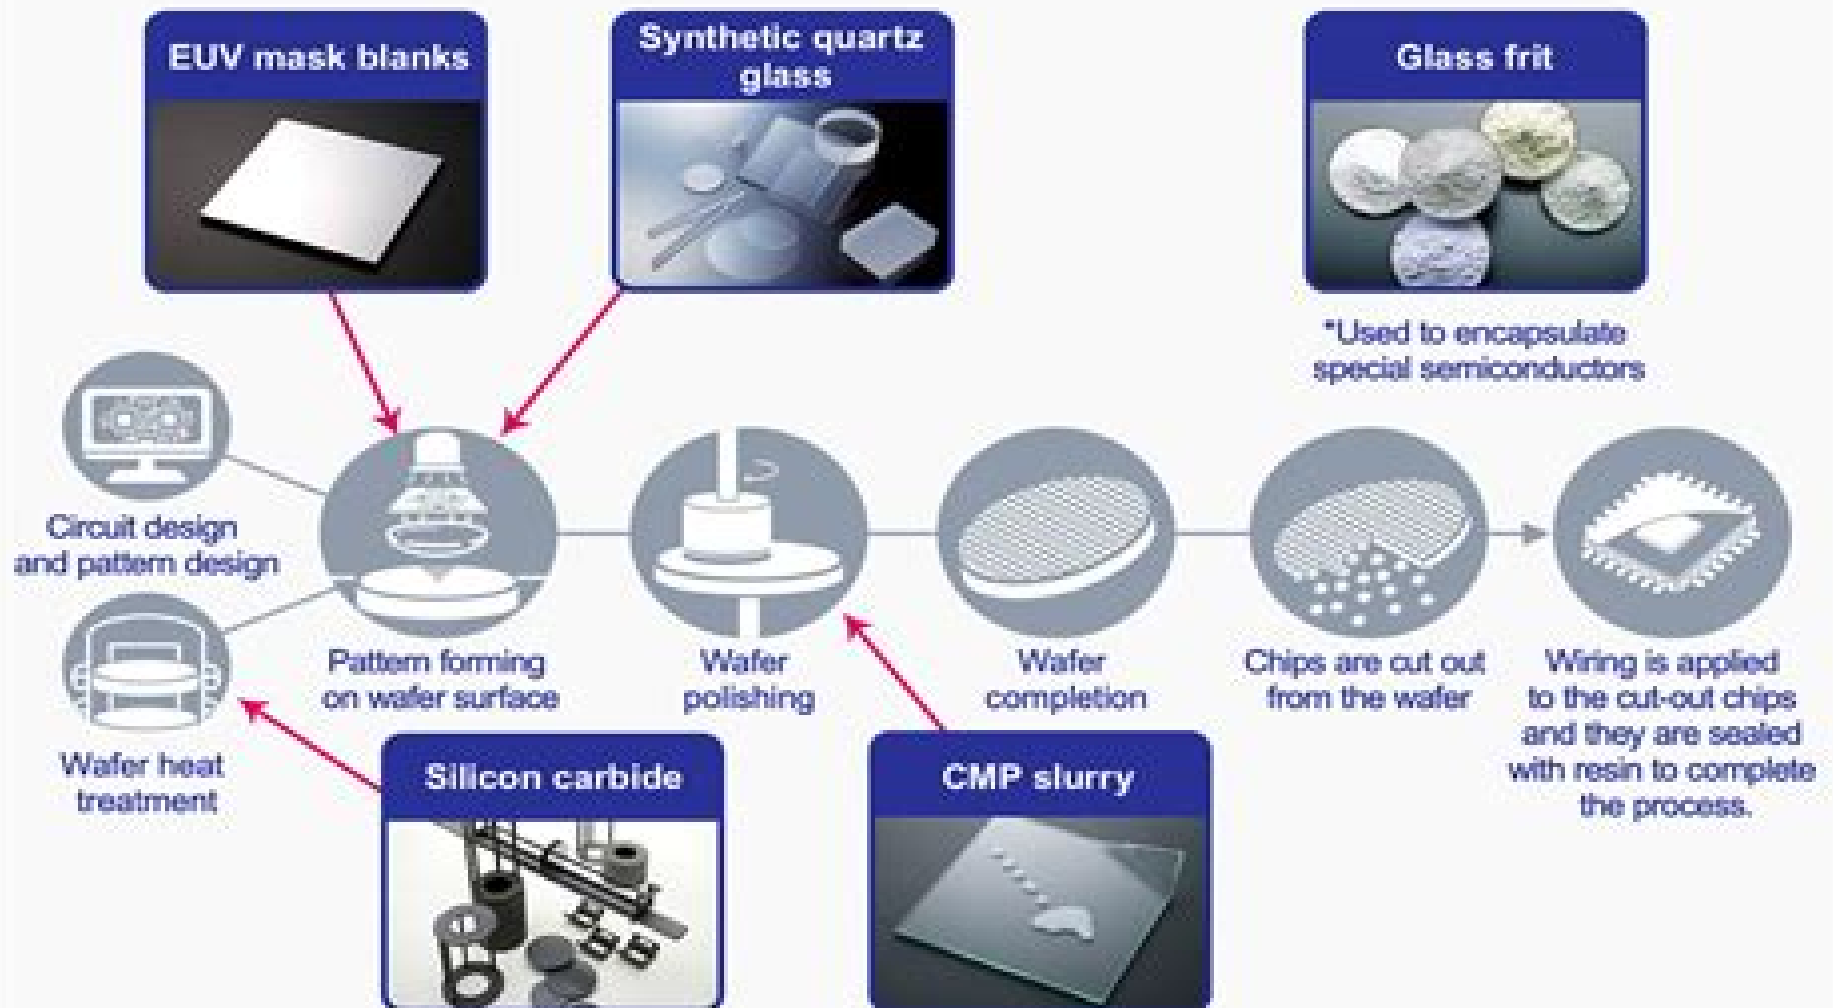 EUV mask blanks
Synthetic quartz
glass
Glass frit
*Used to encapsulate
special semiconductors
Circuit design
and pattern design
Pattern forming
on wafer surface
Wafer
polishing
Wafer
completion
Chips are cut out
from the wafer
Wiring is applied
to the cut-out chips
and they are sealed
with resin to complete
the process.
Wafer heat
treatment
Silicon carbide
CMP slurry